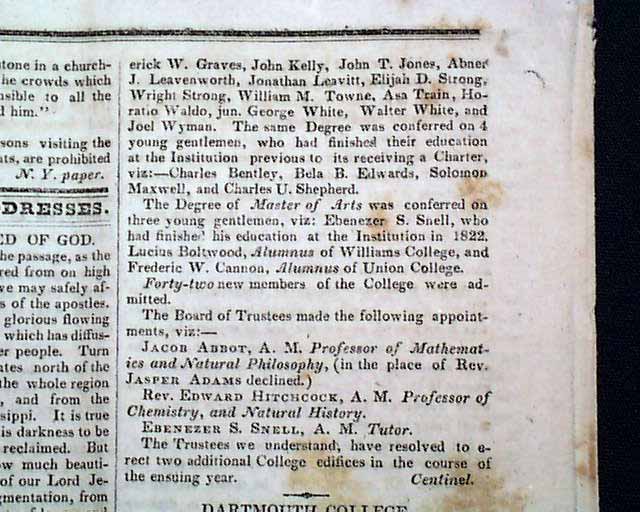 stone in a church-
he crowds which
nsible to all the
d him."
sons visiting the
ats, are prohibited
N. Y. paper.
DRESSES.
ED OF GOD.
he passage, as the
red from on high
we may safely af-
s of the apostles.
glorious flowing
which has diffus-
er people. Turn
ates north of the
the whole region
, and from the
sippi. It is true
is darkness to be
reclaimed. But
ow much beauti-
of our Lord Je-
gmentation, from
erick W. Graves, John Kelly, John T. Jones, Abner
J. Leavenworth, Jonathan Leavitt, Elijah D. Strong,
Wright Strong, William M. Towne, Asa Train, Ho-
ratio Waldo, jun. George White, Walter White, and
Joel Wyman. The same Degree was conferred on 4
young gentlemen, who had finished their education
at the Institution previous to its receiving a Charter,
viz:—Charles Bentley, Bela B. Edwards, Solomon
Maxwell, and Charles U. Shepherd.
The Degree of Master of Arts was conferred on
three young gentlemen, viz: Ebenezer S. Snell, who
had finished his education at the Institution in 1822,
Lucius Boltwood, Alumnus of Williams College, and
Frederic W. Cannon, Alumnus of Union College.
Forty-two new members of the College were ad-
mitted.
The Board of Trustees made the following appoint-
ments, viz:—
JACOB ABBOT, A. M. Professor of Mathemat-
ics and Natural Philosophy, (in the place of Rev.
JASPER ADAMS declined.)
Rev. EDWARD HITCHCOCK, A. M. Professor of
Chemistry, and Natural History.
EBENEZER S. SNELL, A. M. Tutor.
The Trustees we understand, have resolved to e-
rect two additional College edifices in the course of
the ensuing year. Centinel.
DARTMOUTH COLLEGE